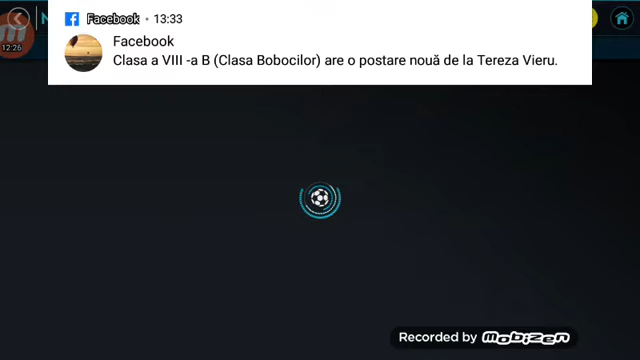 Facebook • 13:33
12:26
Facebook
Clasa a VIII -a B (Clasa Bobocilor) are o postare nouă de la Tereza Vieru.
Recorded by Mobizen